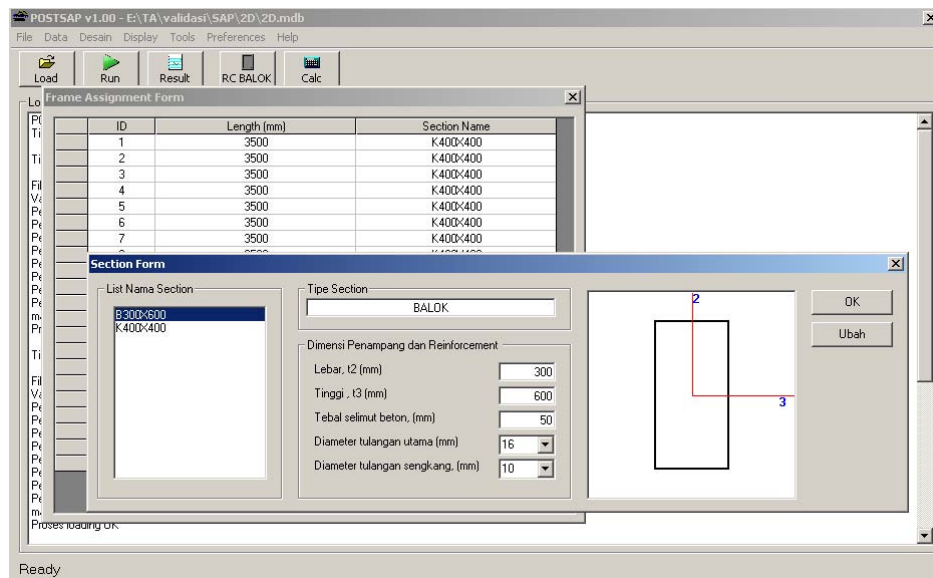 POSTSAP v1.00 - E:\TA\validasi\SAP\2D\2D.mdb
File Data Desain Display Tools Preferences Help
Load Run Result RC BALOK Calc
Frame Assignment Form
ID Length (mm) Section Name
1 3500 K400X400
2 3500 K400X400
3 3500 K400X400
4 3500 K400X400
5 3500 K400X400
6 3500 K400X400
7 3500 K400X400
Section Form
List Nama Section
B300X600
K400X400
Tipe Section
BALOK
Dimensi Penampang dan Reinforcement
Lebar, t2 (mm) 300
Tinggi , t3 (mm) 600
Tebal selimut beton, (mm) 50
Diameter tulangan utama (mm) 16
Diameter tulangan sengkang, (mm) 10
2
3
OK
Ubah
Proses loading OK
Ready